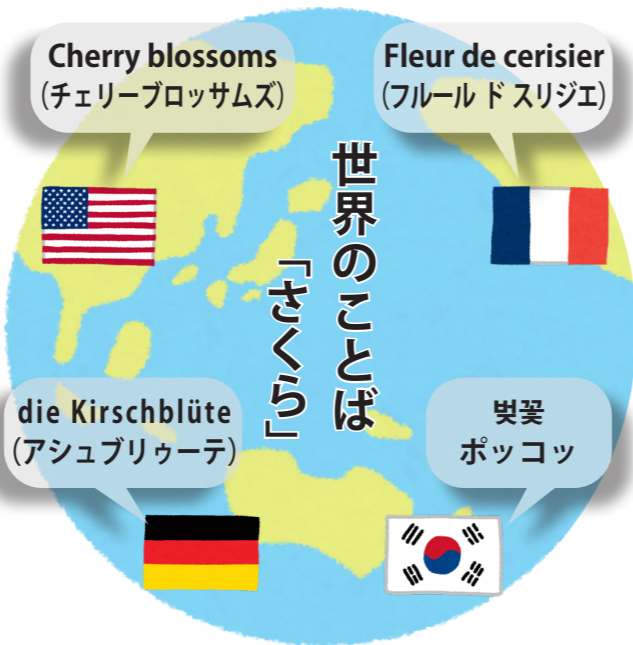 Cherry blossoms
（チェリーブロッサムズ）
Fleur de cerisier
（フルール ド スリジエ）
世界のことば
「さくら」
die Kirschblüte
（アシュブリゥーテ）
벚꽃
ポッコッ